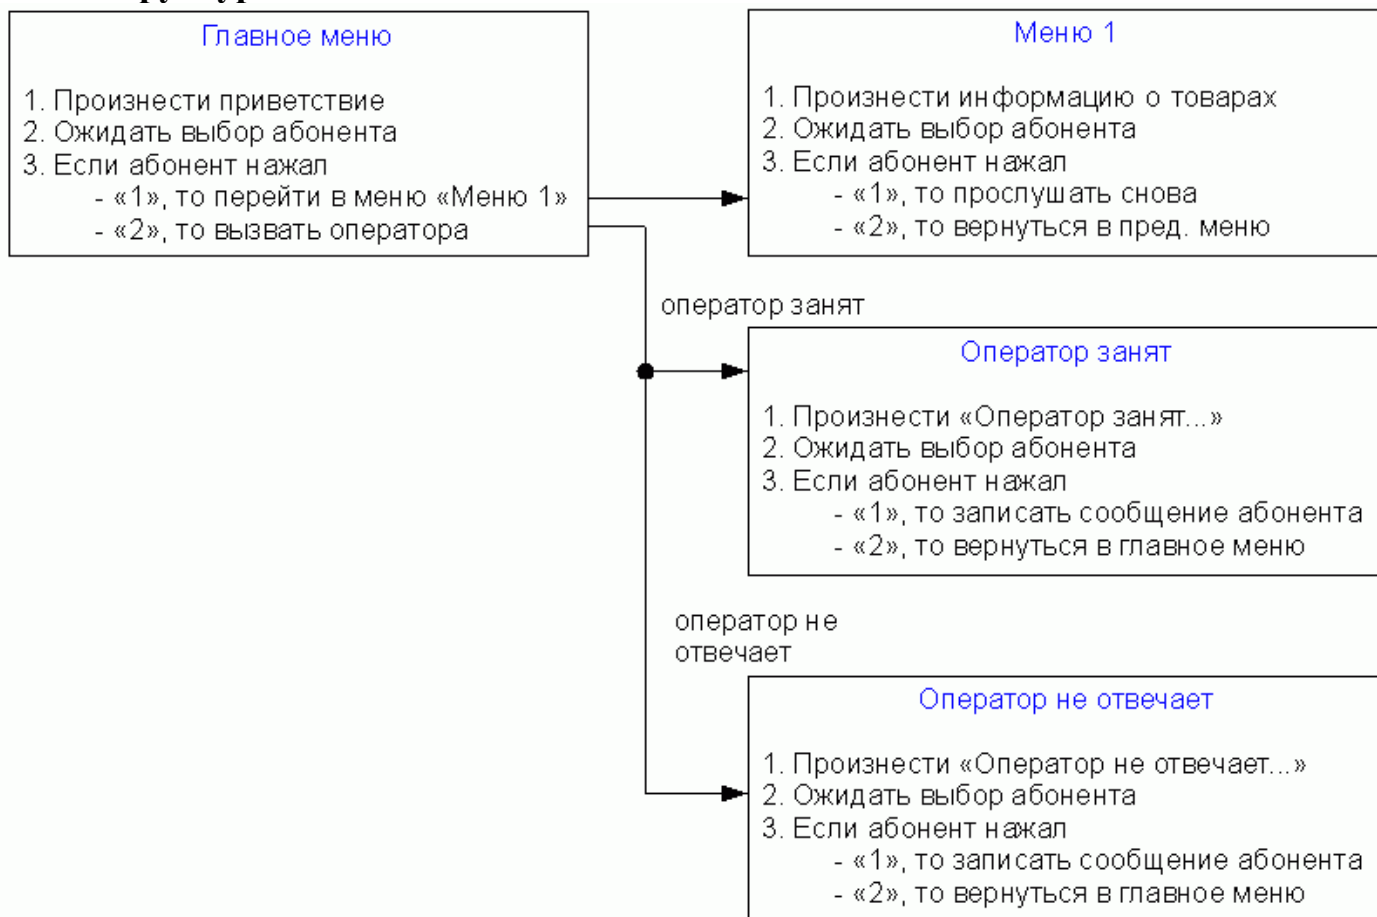 Главное меню
1. Произнести приветствие
2. Ожидать выбор абонента
3. Если абонент нажал
- «1», то перейти в меню «Меню 1»
- «2», то вызвать оператора
Меню 1
1. Произнести информацию о товарах
2. Ожидать выбор абонента
3. Если абонент нажал
- «1», то прослушать снова
- «2», то вернуться в пред. меню
оператор занят
Оператор занят
1. Произнести «Оператор занят...»
2. Ожидать выбор абонента
3. Если абонент нажал
- «1», то записать сообщение абонента
- «2», то вернуться в главное меню
оператор не
отвечает
Оператор не отвечает
1. Произнести «Оператор не отвечает...»
2. Ожидать выбор абонента
3. Если абонент нажал
- «1», то записать сообщение абонента
- «2», то вернуться в главное меню